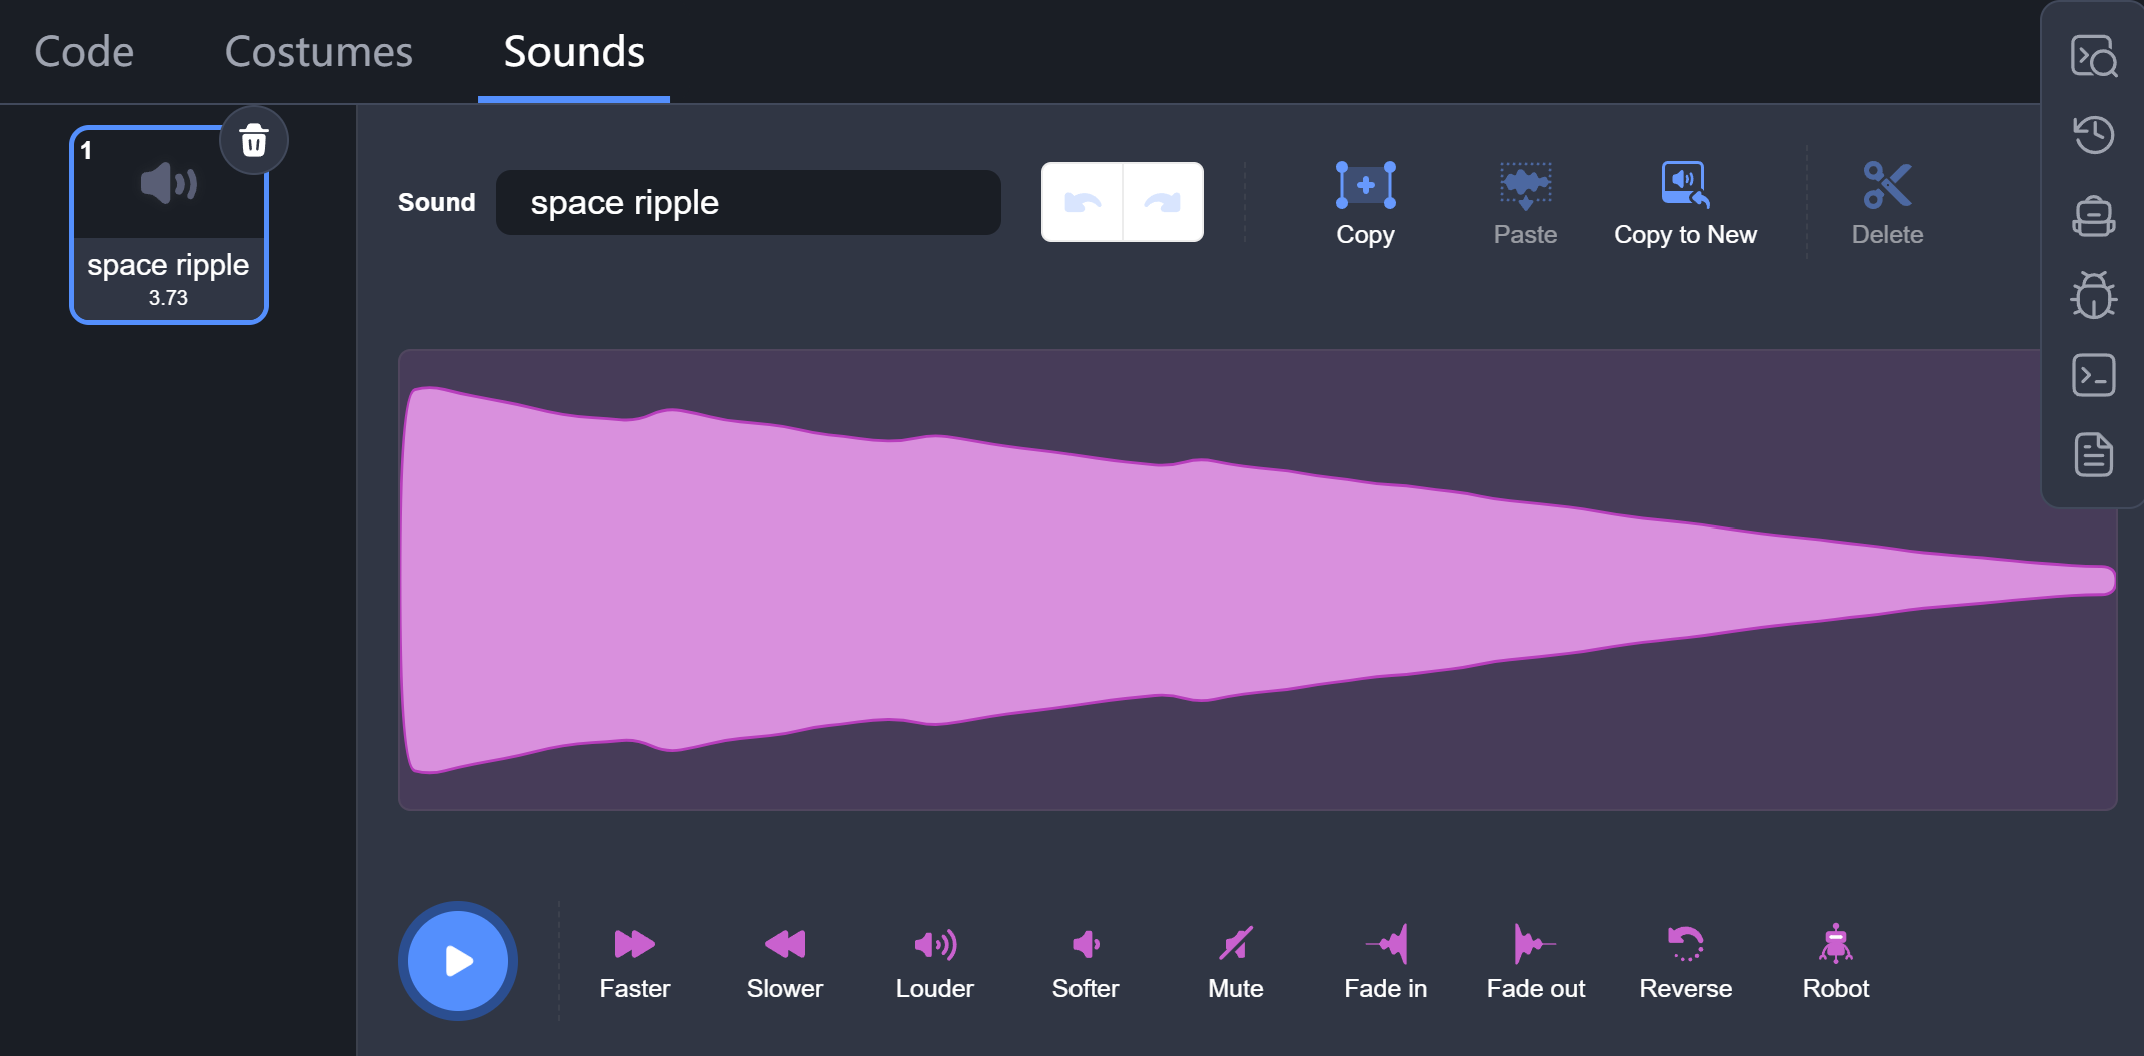 Code Costumes Sounds
1
space ripple
3.73
Sound space ripple
Copy Paste Copy to New Delete
Faster Slower Louder Softer Mute Fade in Fade out Reverse Robot